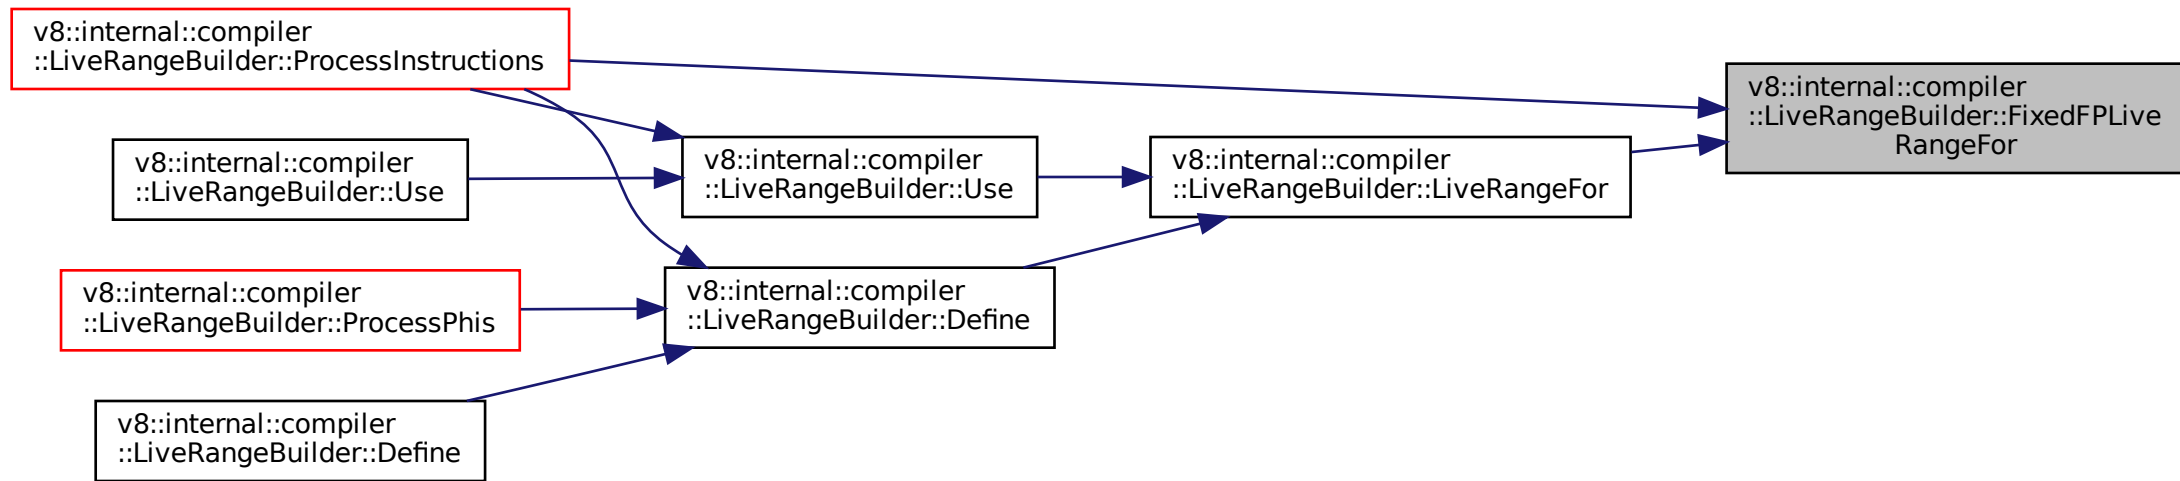 v8::internal::compiler
::LiveRangeBuilder::ProcessInstructions
v8::internal::compiler
::LiveRangeBuilder::Use
v8::internal::compiler
::LiveRangeBuilder::ProcessPhis
v8::internal::compiler
::LiveRangeBuilder::Define
v8::internal::compiler
::LiveRangeBuilder::Use
v8::internal::compiler
::LiveRangeBuilder::Define
v8::internal::compiler
::LiveRangeBuilder::LiveRangeFor
v8::internal::compiler
::LiveRangeBuilder::FixedFPLive
RangeFor